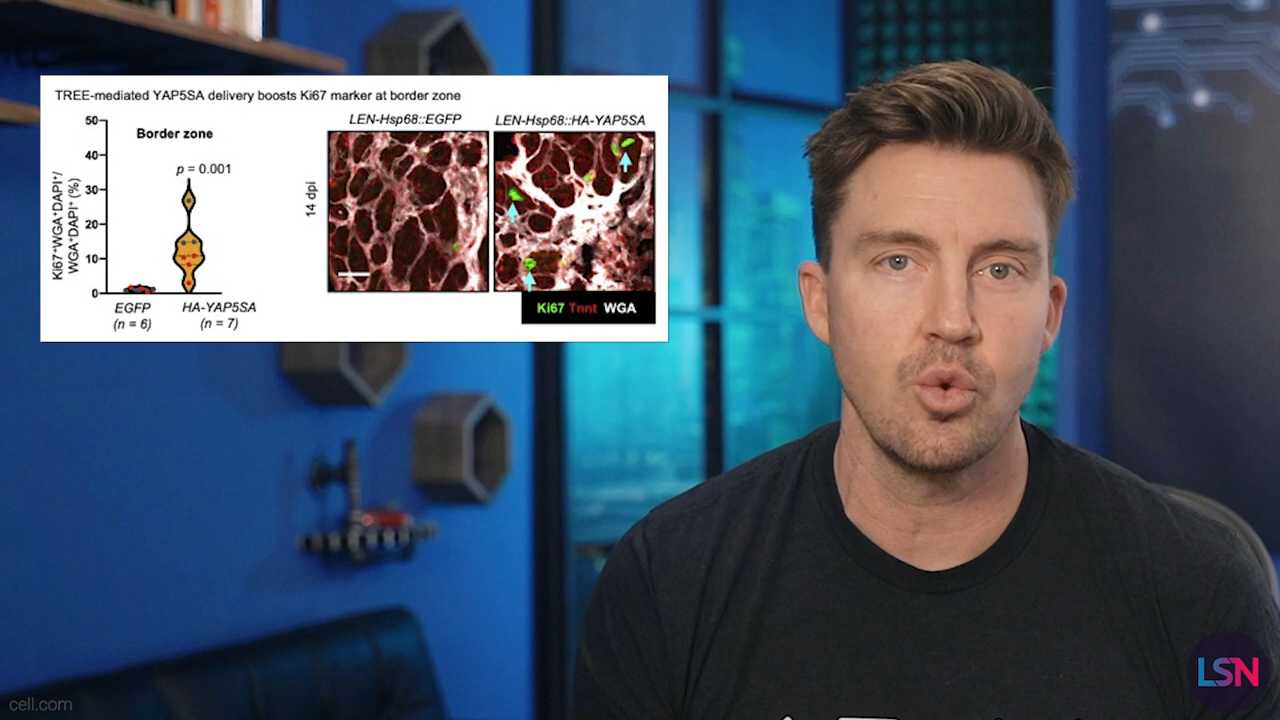 TREE-mediated YAP5SA delivery boosts Ki67 marker at border zone
Border zone
p = 0.001
Ki67⁺WGA⁺DAPI⁺/
WGA⁺DAPI⁺ (%)
50
40
30
20
10
0
EGFP
(n = 6)
HA-YAP5SA
(n = 7)
LEN-Hsp68::EGFP
LEN-Hsp68::HA-YAP5SA
14 dpi
Ki67 Tnnt WGA
cell.com
LSN